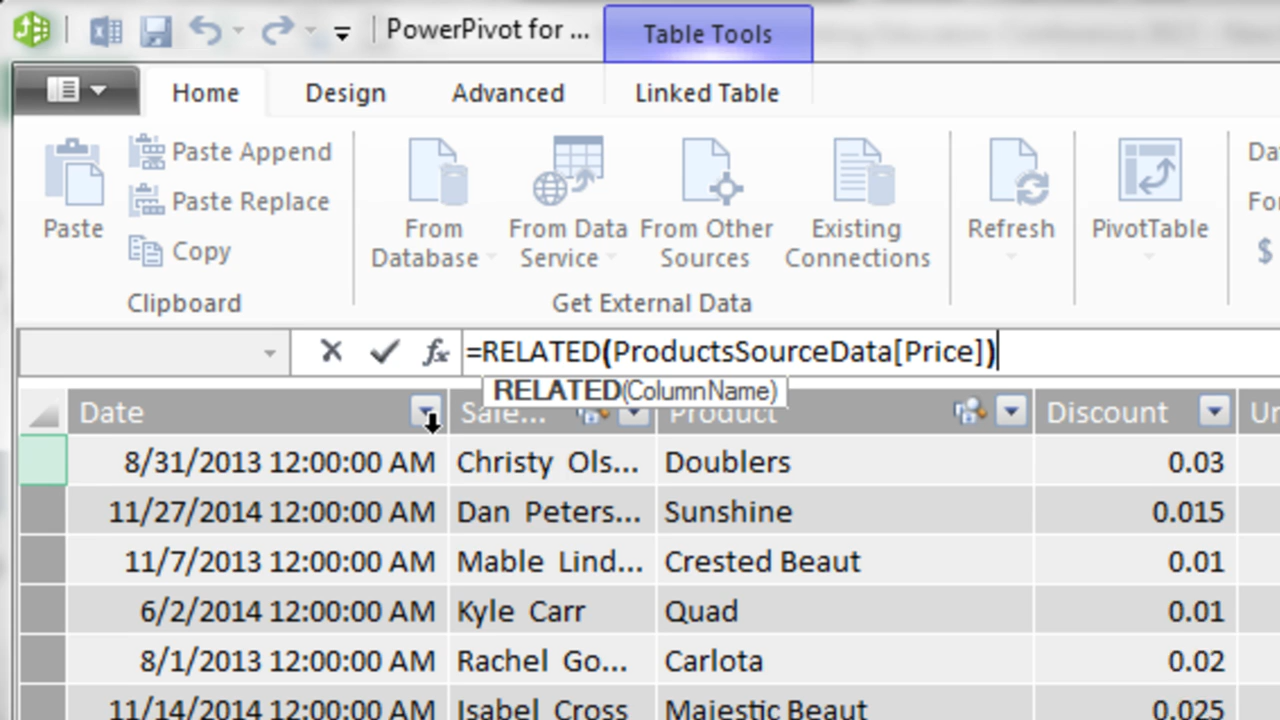 PowerPivot for ...
Table Tools
Home Design Advanced Linked Table
Paste
Paste Append
Paste Replace
Copy
Clipboard
From Database
From Data Service
From Other Sources
Existing Connections
Get External Data
Refresh
PivotTable
$
fx =RELATED(ProductsSourceData[Price])
RELATED(ColumnName)
Date Sale... Product Discount
8/31/2013 12:00:00 AM Christy Ols... Doublers 0.03
11/27/2014 12:00:00 AM Dan Peters... Sunshine 0.015
11/7/2013 12:00:00 AM Mable Lind... Crested Beaut 0.01
6/2/2014 12:00:00 AM Kyle Carr Quad 0.01
8/1/2013 12:00:00 AM Rachel Go... Carlota 0.02
11/14/2014 12:00:00 AM Isabel Cross Majestic Beaut 0.025